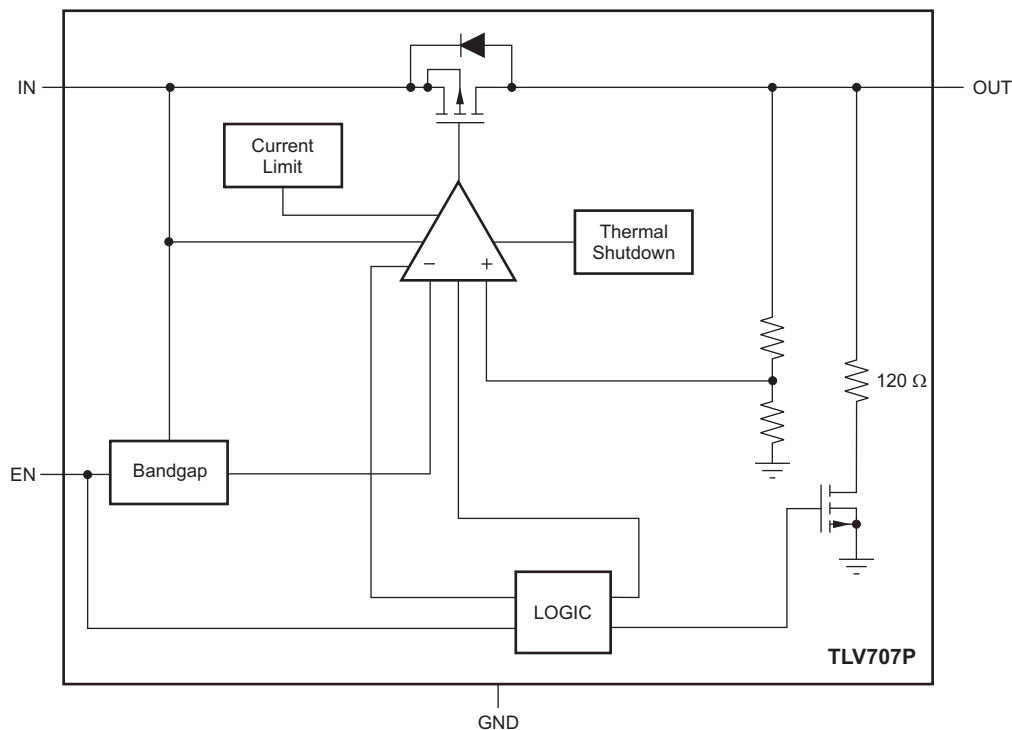 IN
OUT
Current
Limit
Thermal
Shutdown
−
+
120 Ω
EN
Bandgap
LOGIC
TLV707P
GND